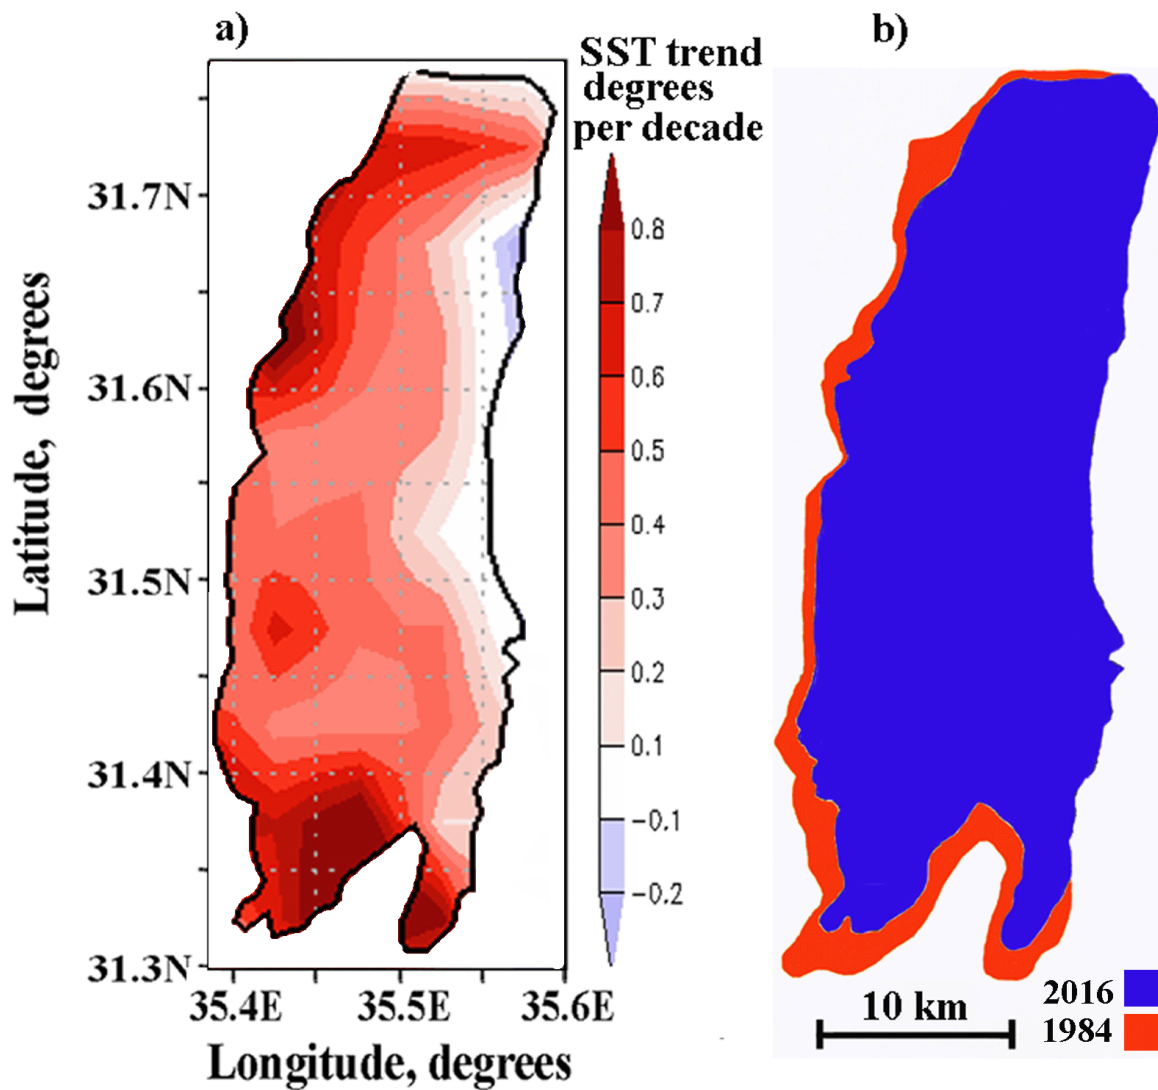 a)
SST trend
degrees
per decade
0.8
0.7
0.6
0.5
0.4
0.3
0.2
0.1
-0.1
-0.2
31.7N
31.6N
31.5N
31.4N
31.3N
Latitude, degrees
35.4E 35.5E 35.6E
Longitude, degrees
b)
10 km
2016
1984